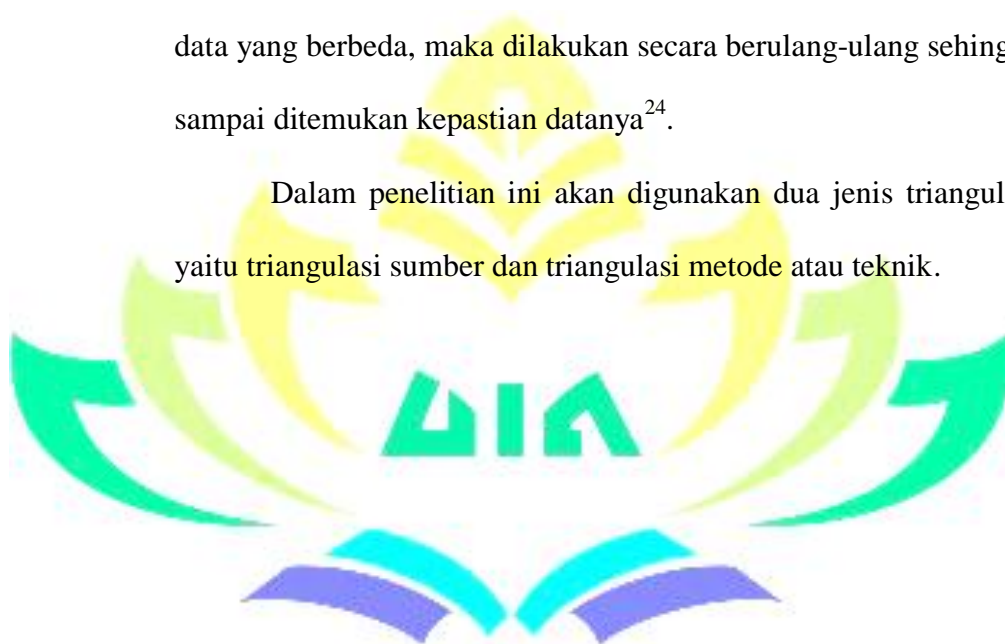 data yang berbeda, maka dilakukan secara berulang-ulang sehing
sampai ditemukan kepastian datanya24.
Dalam penelitian ini akan digunakan dua jenis triangul
yaitu triangulasi sumber dan triangulasi metode atau teknik.
UIN